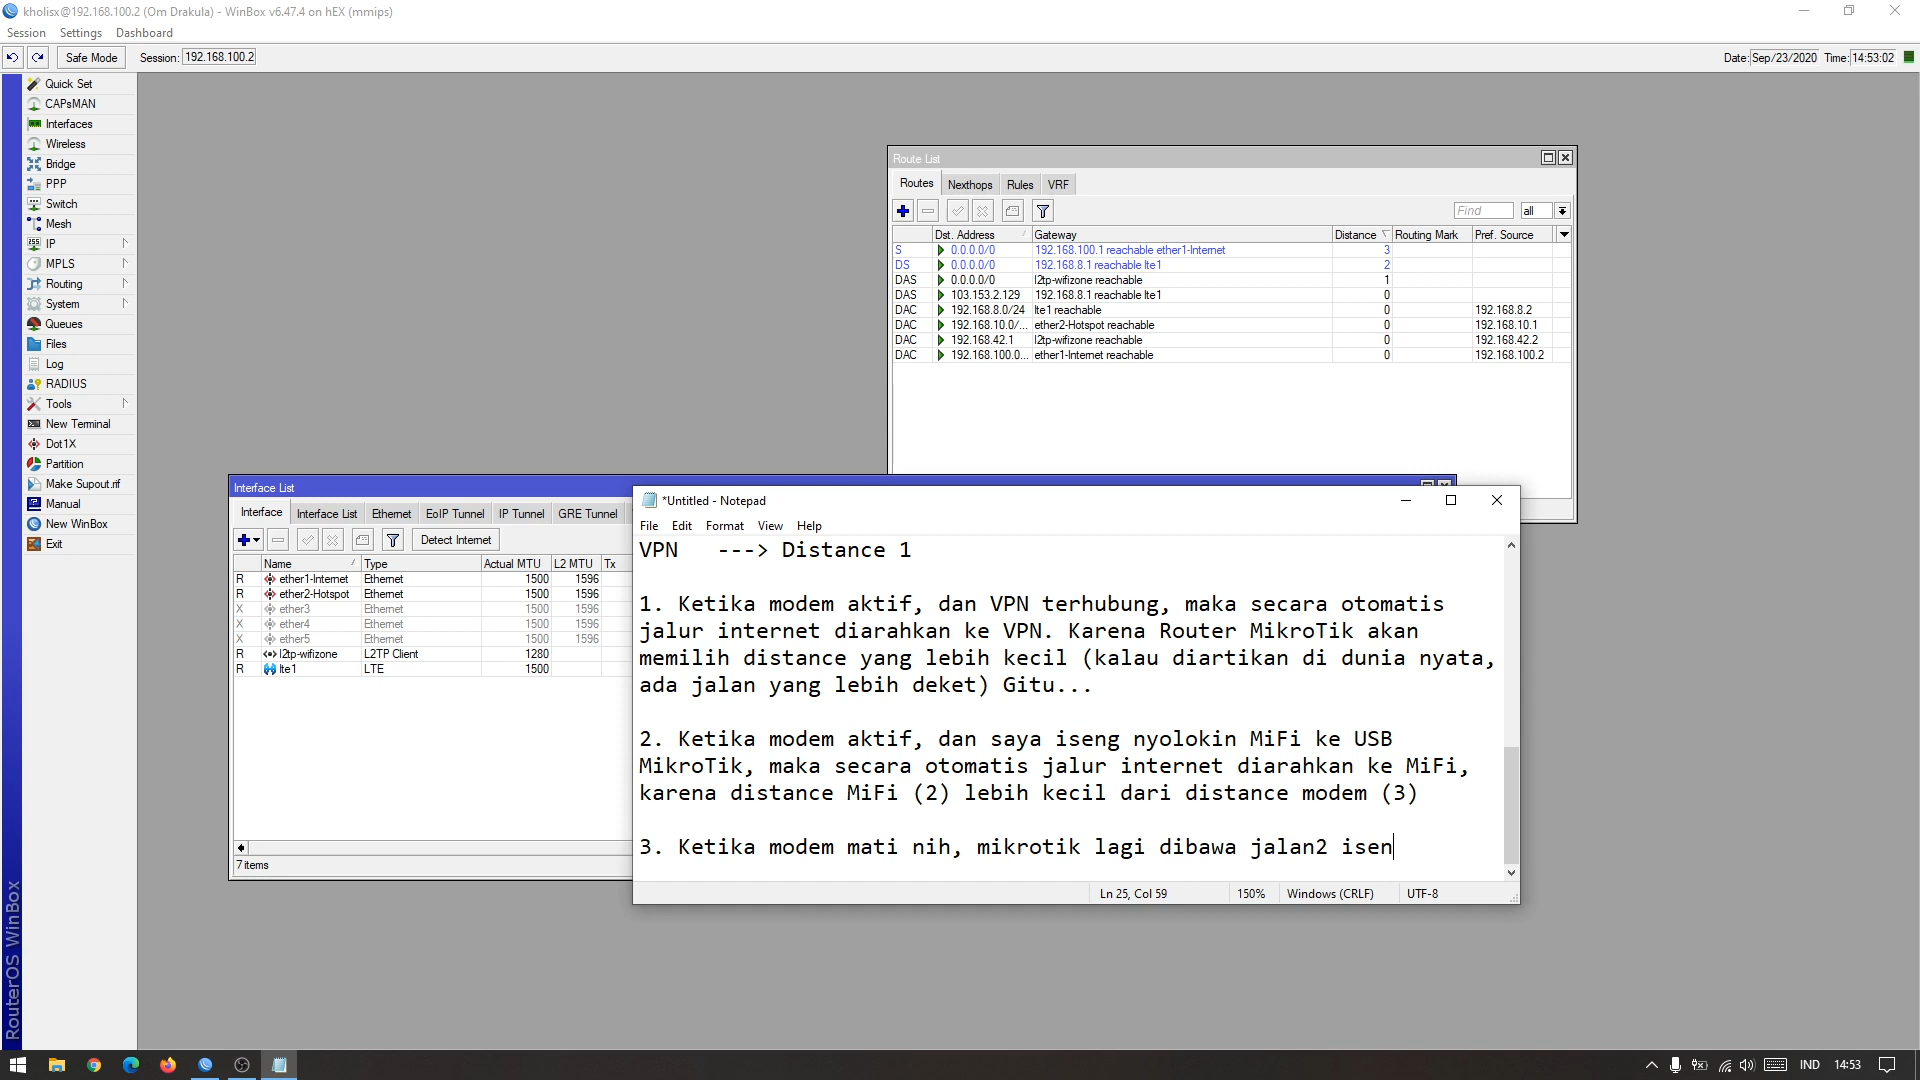 kholisx@192.168.100.2 (Om Drakula) - WinBox v6.47.4 on hEX (mmips)
Session Settings Dashboard
Safe Mode Session: 192.168.100.2 Date: Sep/23/2020 Time: 14:53:02
Quick Set
CAPsMAN
Interfaces
Wireless
Bridge
PPP
Switch
Mesh
IP
MPLS
Routing
System
Queues
Files
Log
RADIUS
Tools
New Terminal
Dot1X
Partition
Make Supout.rif
Manual
New WinBox
Exit
RouterOS WinBox
Route List
Routes Nexthops Rules VRF
Find all
Dst. Address Gateway Distance Routing Mark Pref. Source
S 0.0.0.0/0 192.168.100.1 reachable ether1-Internet 3
DS 0.0.0.0/0 192.168.8.1 reachable lte1 2
DAS 0.0.0.0/0 l2tp-wifizone reachable 1
DAS 103.153.2.129 192.168.8.1 reachable lte1 0
DAC 192.168.8.0/24 lte1 reachable 0 192.168.8.2
DAC 192.168.10.0/... ether2-Hotspot reachable 0 192.168.10.1
DAC 192.168.42.1 l2tp-wifizone reachable 0 192.168.42.2
DAC 192.168.100.0... ether1-Internet reachable 0 192.168.100.2
Interface List
Interface Interface List Ethernet EoIP Tunnel IP Tunnel GRE Tunnel
Detect Internet
Name Type Actual MTU L2 MTU Tx
R ether1-Internet Ethernet 1500 1596
R ether2-Hotspot Ethernet 1500 1596
X ether3 Ethernet 1500 1596
X ether4 Ethernet 1500 1596
X ether5 Ethernet 1500 1596
R l2tp-wifizone L2TP Client 1280
R lte1 LTE 1500
7 items
*Untitled - Notepad
File Edit Format View Help
VPN ---> Distance 1
1. Ketika modem aktif, dan VPN terhubung, maka secara otomatis
jalur internet diarahkan ke VPN. Karena Router MikroTik akan
memilih distance yang lebih kecil (kalau diartikan di dunia nyata,
ada jalan yang lebih deket) Gitu...
2. Ketika modem aktif, dan saya iseng nyolokin MiFi ke USB
MikroTik, maka secara otomatis jalur internet diarahkan ke MiFi,
karena distance MiFi (2) lebih kecil dari distance modem (3)
3. Ketika modem mati nih, mikrotik lagi dibawa jalan2 isen
Ln 25, Col 59 150% Windows (CRLF) UTF-8
IND 14:53